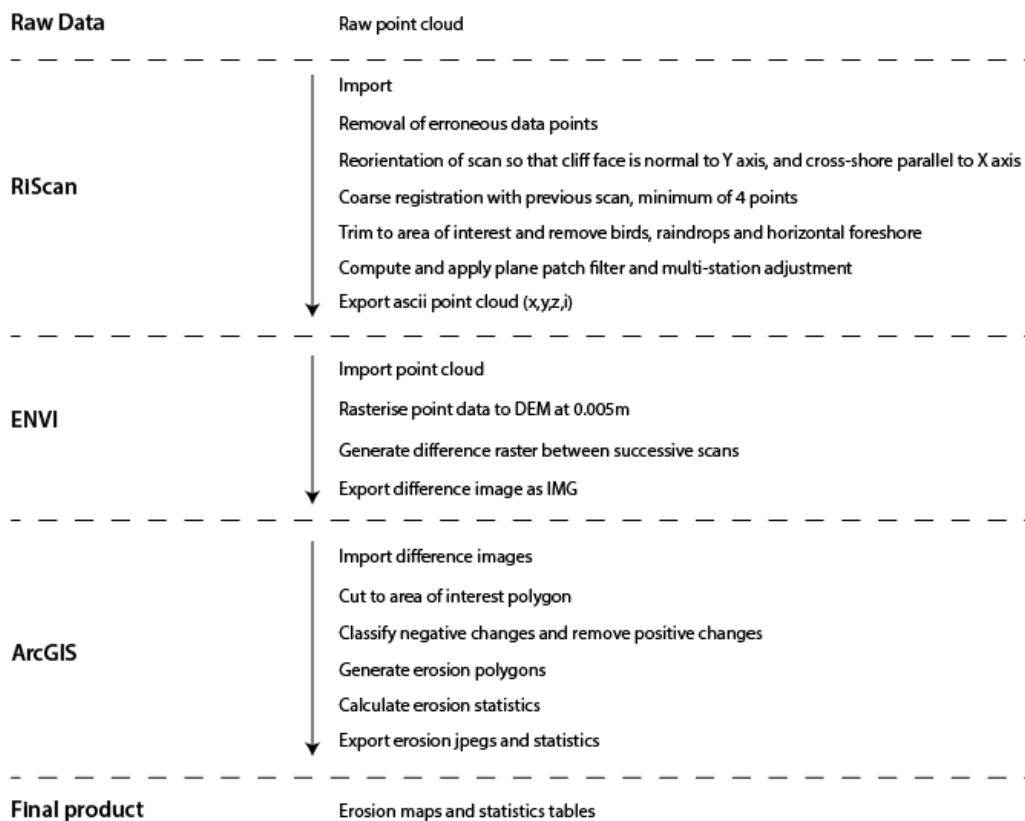 Raw Data
Raw point cloud
RiScan
Import
Removal of erroneous data points
Reorientation of scan so that cliff face is normal to Y axis, and cross-shore parallel to X axis
Coarse registration with previous scan, minimum of 4 points
Trim to area of interest and remove birds, raindrops and horizontal foreshore
Compute and apply plane patch filter and multi-station adjustment
Export ascii point cloud (x,y,z,i)
ENVI
Import point cloud
Rasterise point data to DEM at 0.005m
Generate difference raster between successive scans
Export difference image as IMG
ArcGIS
Import difference images
Cut to area of interest polygon
Classify negative changes and remove positive changes
Generate erosion polygons
Calculate erosion statistics
Export erosion jpegs and statistics
Final product
Erosion maps and statistics tables